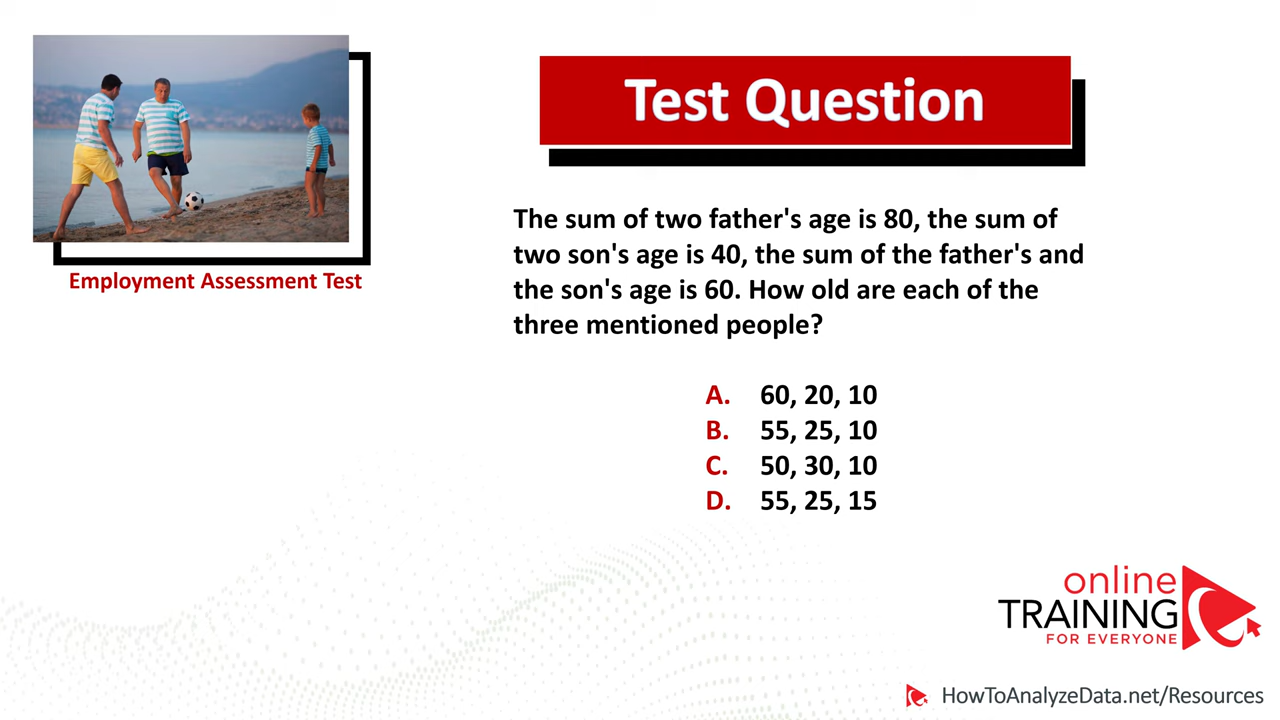 Test Question
Employment Assessment Test
The sum of two father's age is 80, the sum of
two son's age is 40, the sum of the father's and
the son's age is 60. How old are each of the
three mentioned people?
A. 60, 20, 10
B. 55, 25, 10
C. 50, 30, 10
D. 55, 25, 15
online
TRAINING
FOR EVERYONE
HowToAnalyzeData.net/Resources